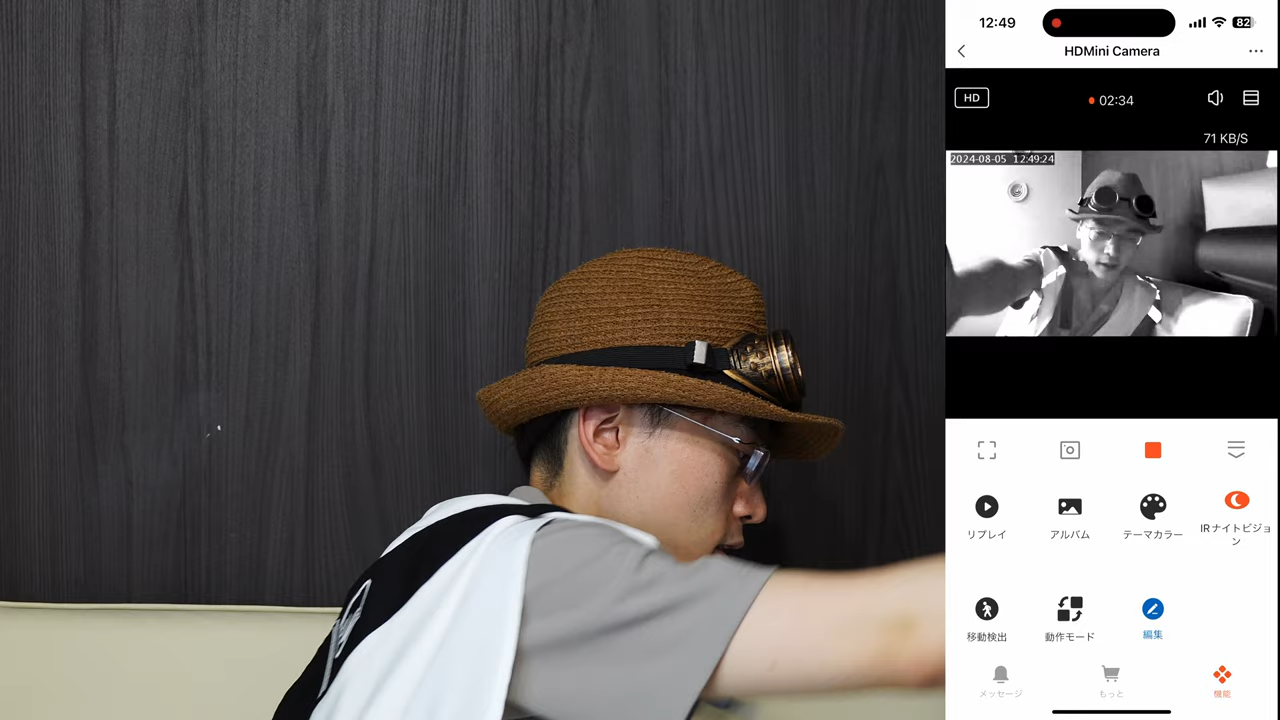 12:49
82
HDMini Camera
HD
02:34
71 KB/S
2024-08-05 12:49:24
リプレイ
アルバム
テーマカラー
IRナイトビジョ
ン
移動検出
動作モード
編集
メッセージ
もっと
機能